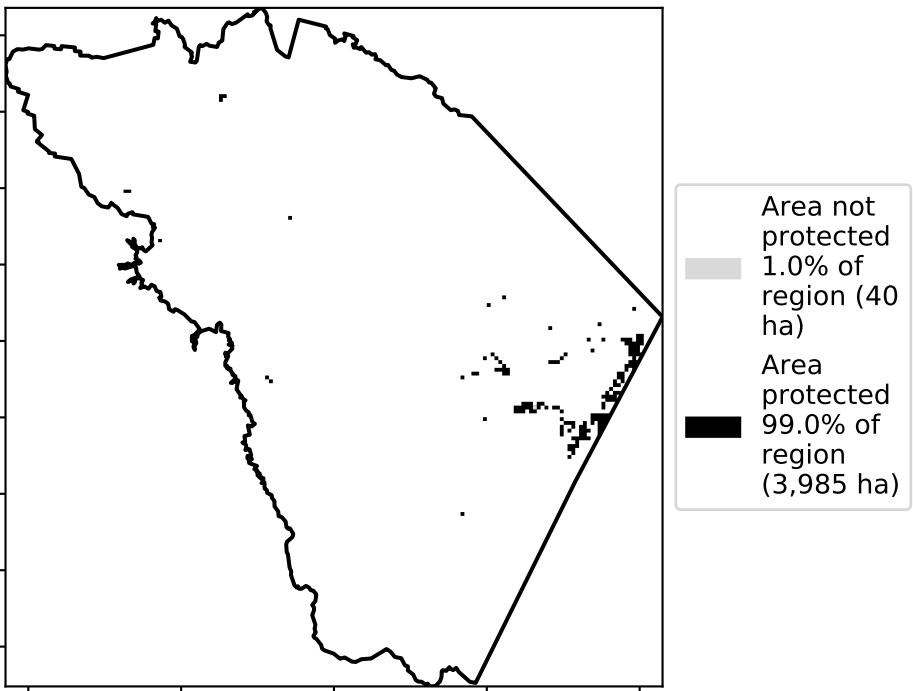 Area not
protected
1.0% of
region (40
ha)
Area
protected
99.0% of
region
(3,985 ha)